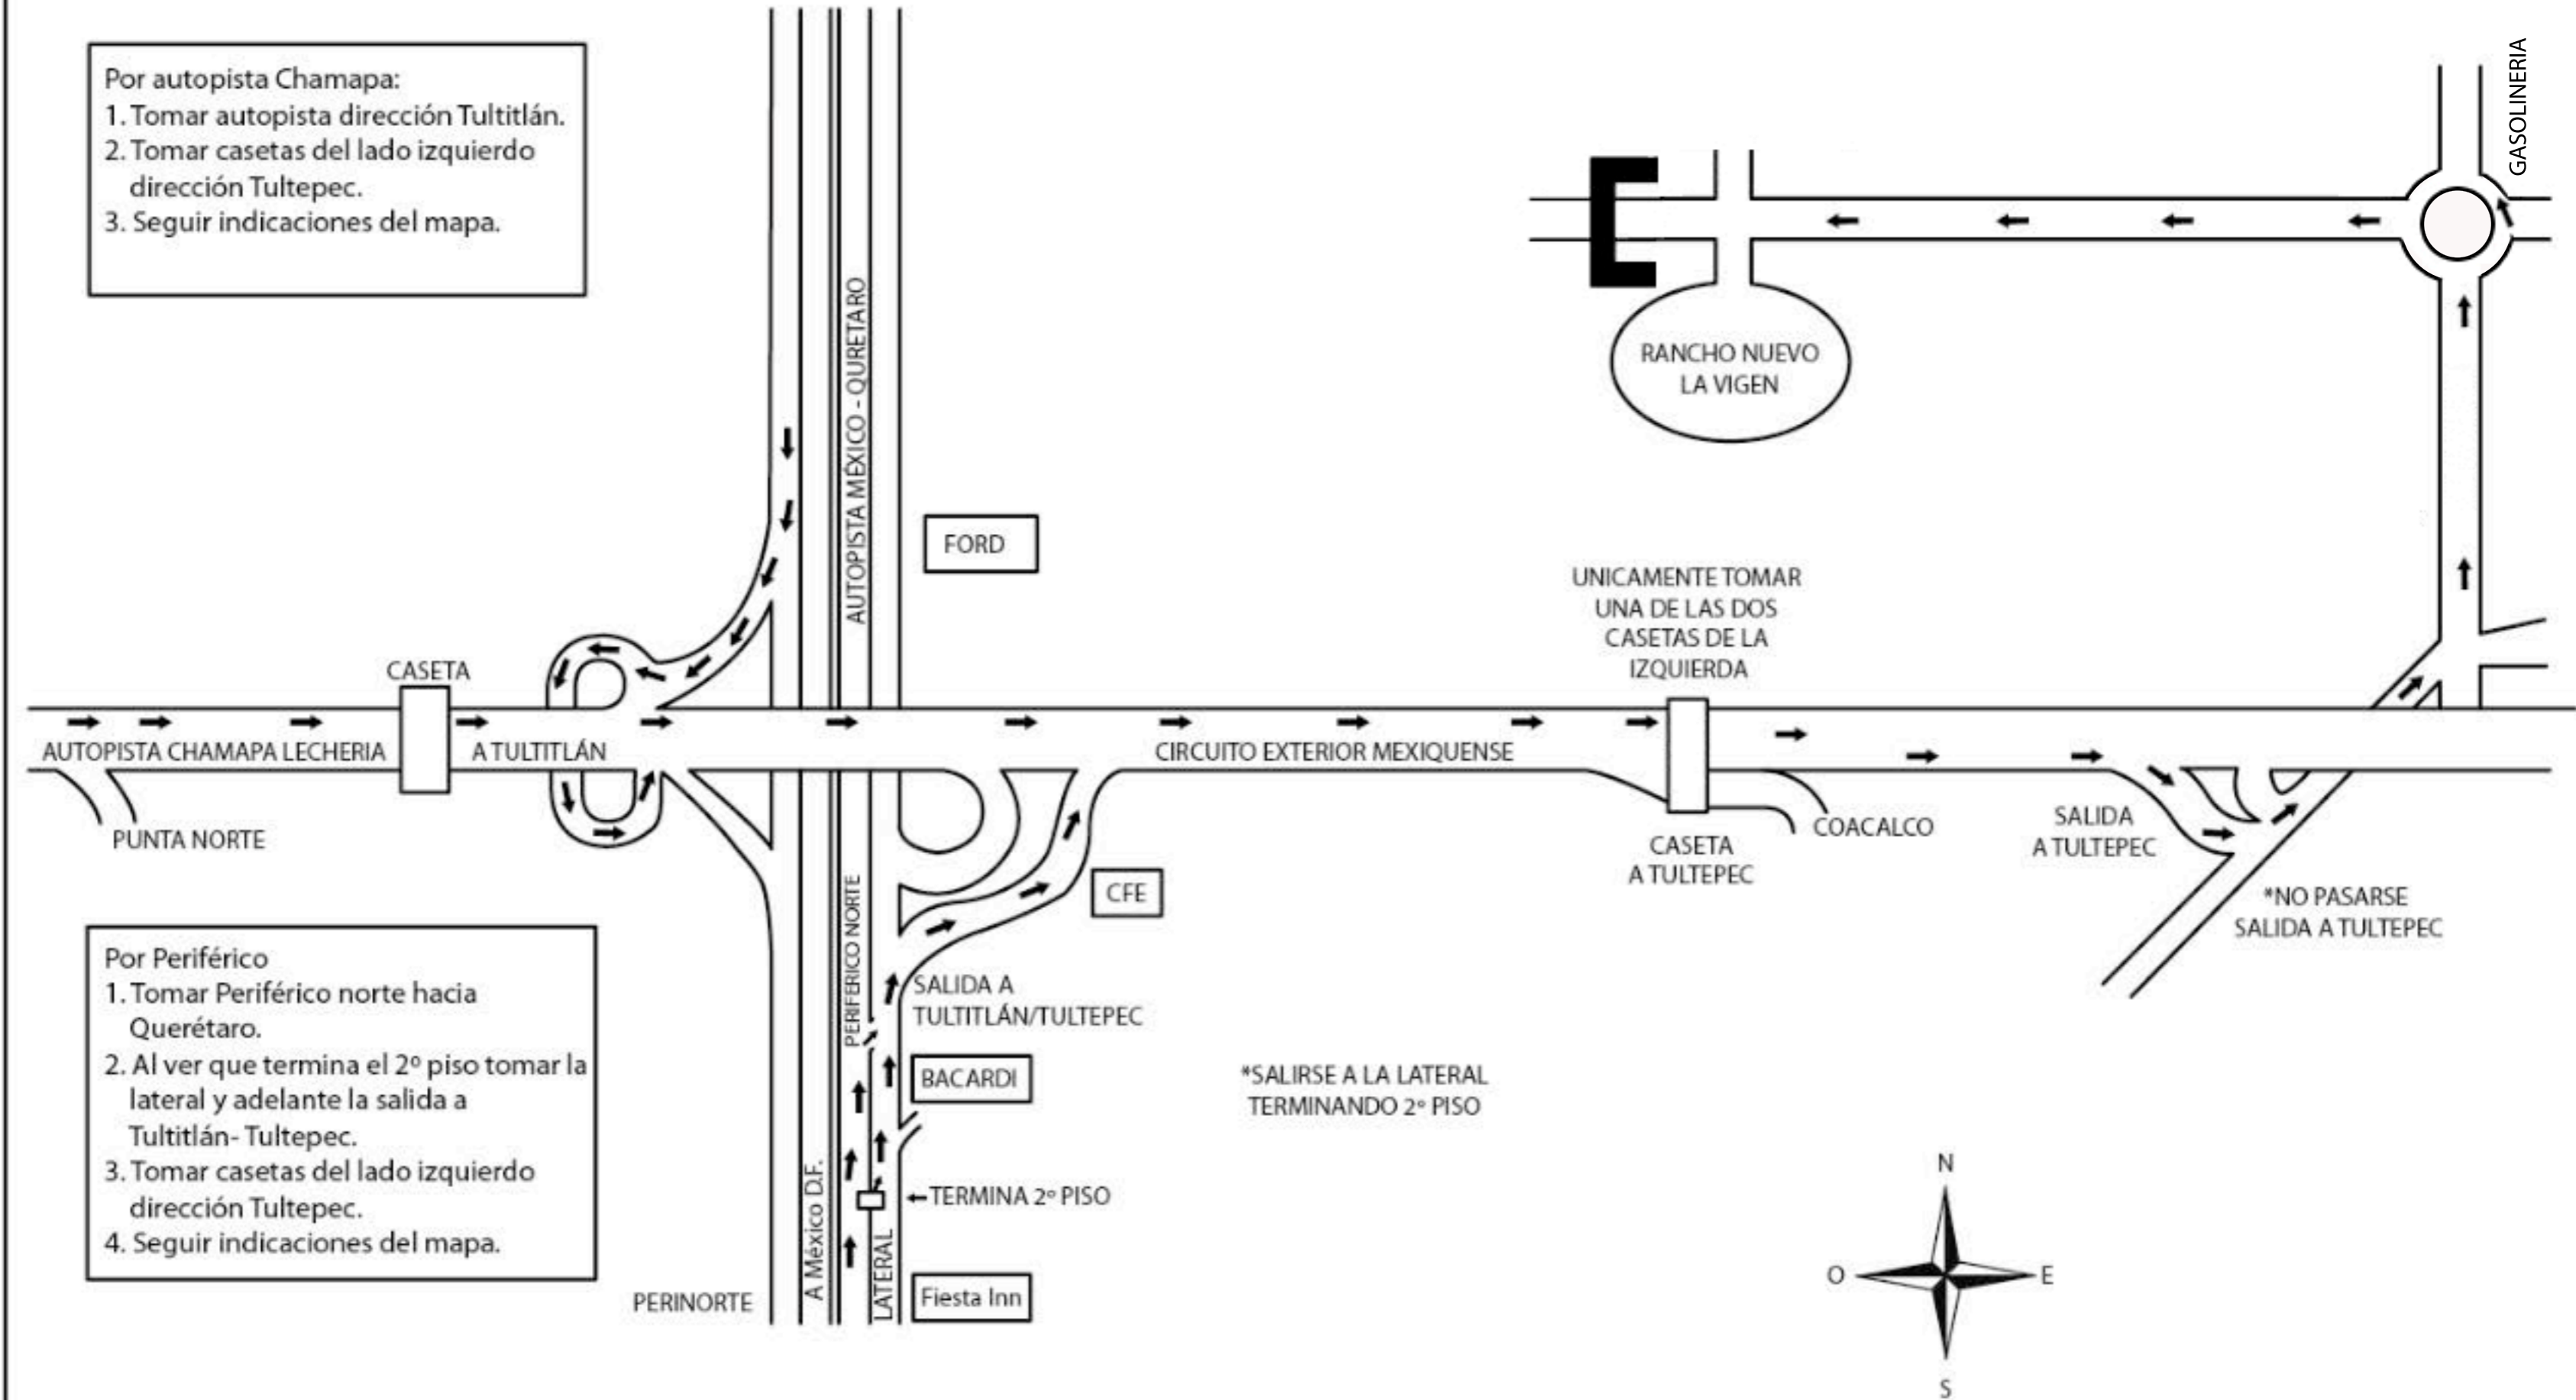 Por autopista Chamapa:
1. Tomar autopista dirección Tultitlán.
2. Tomar casetas del lado izquierdo
dirección Tultepec.
3. Seguir indicaciones del mapa.
GASOLINERIA
RANCHO NUEVO
LA VIGEN
AUTOPISTA MÉXICO - QURETARO
FORD
UNICAMENTE TOMAR
UNA DE LAS DOS
CASETAS DE LA
IZQUIERDA
CASETA
AUTOPISTA CHAMAPA LECHERIA
A TULTITLÁN
CIRCUITO EXTERIOR MEXIQUENSE
PUNTA NORTE
CASETA
A TULTEPEC
COACALCO
SALIDA
A TULTEPEC
*NO PASARSE
SALIDA A TULTEPEC
CFE
PERIFERICO NORTE
SALIDA A
TULTITLÁN/TULTEPEC
Por Periférico
1. Tomar Periférico norte hacia
Querétaro.
2. Al ver que termina el 2º piso tomar la
lateral y adelante la salida a
Tultitlán- Tultepec.
3. Tomar casetas del lado izquierdo
dirección Tultepec.
4. Seguir indicaciones del mapa.
BACARDI
*SALIRSE A LA LATERAL
TERMINANDO 2º PISO
TERMINA 2º PISO
A México D.F.
LATERAL
PERINORTE
Fiesta Inn
N
O
E
S